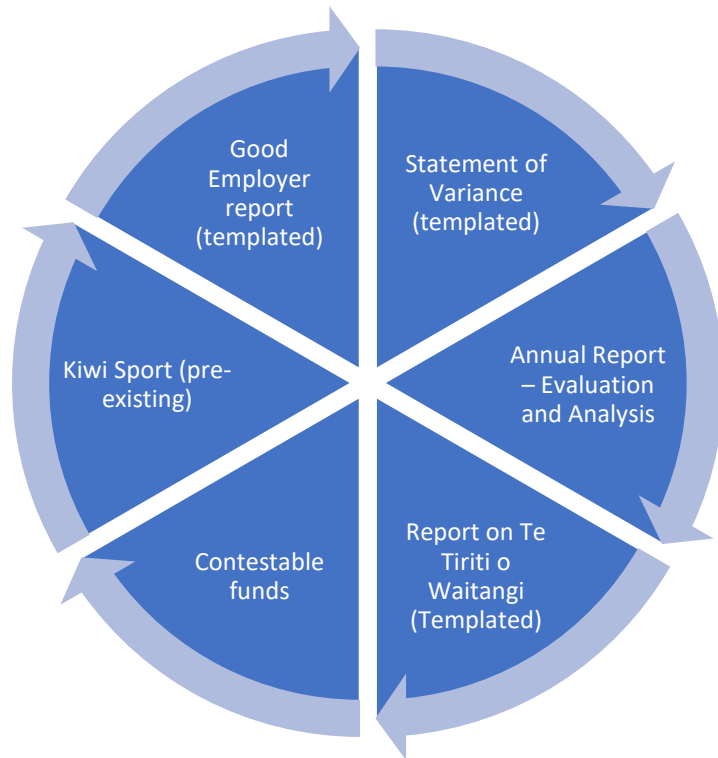 Good
Employer
report
(templated)
Statement of
Variance
(templated)
Annual Report
– Evaluation
and Analysis
Report on Te
Tiriti o
Waitangi
(Templated)
Contestable
funds
Kiwi Sport (pre-
existing)